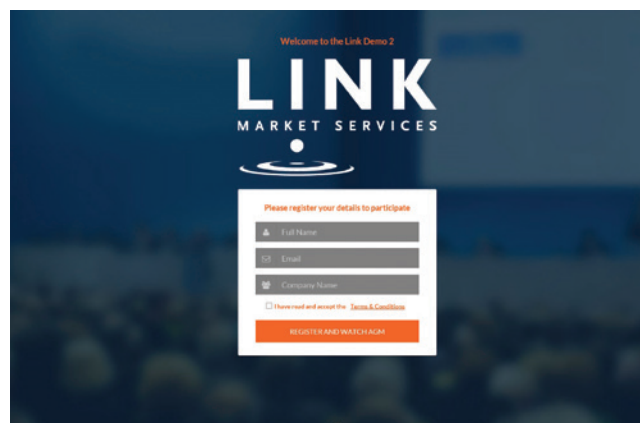 Welcome to the Link Demo 2
LINK
MARKET SERVICES
Please register your details to participate
Full Name
Email
Company Name
I have read and accept the Terms & Conditions
REGISTER AND WATCH AGM